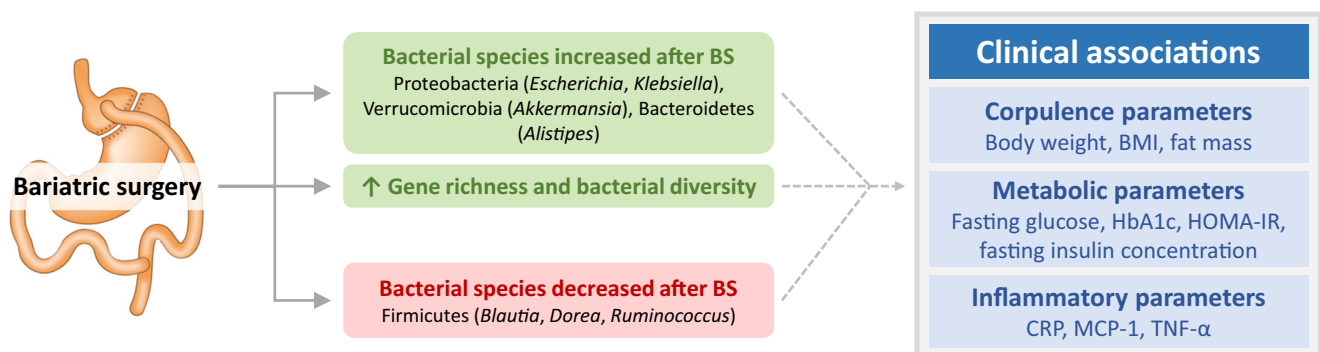 Bariatric surgery
Bacterial species increased after BS
Proteobacteria (Escherichia, Klebsiella),
Verrucomicrobia (Akkermansia), Bacteroidetes
(Alistipes)
↑ Gene richness and bacterial diversity
Bacterial species decreased after BS
Firmicutes (Blautia, Dorea, Ruminococcus)
Clinical associations
Corpulence parameters
Body weight, BMI, fat mass
Metabolic parameters
Fasting glucose, HbA1c, HOMA-IR,
fasting insulin concentration
Inflammatory parameters
CRP, MCP-1, TNF-α